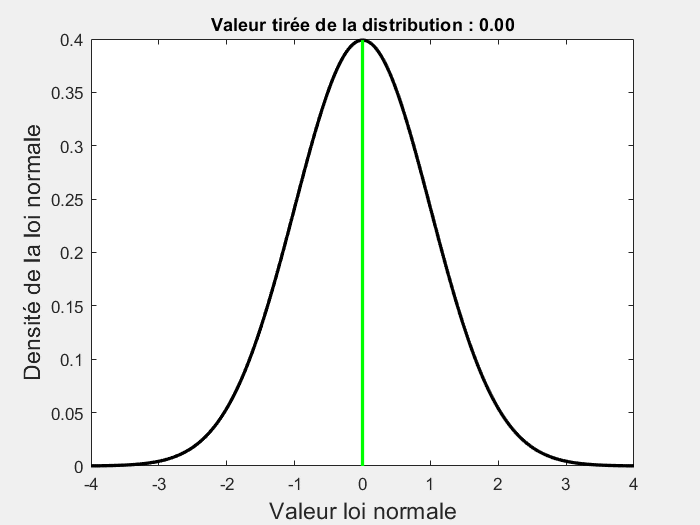 Valeur tirée de la distribution : 0.00
0.4
0.35
0.3
0.25
0.2
0.15
0.1
0.05
0
Densité de la loi normale
-4 -3 -2 -1 0 1 2 3 4
Valeur loi normale